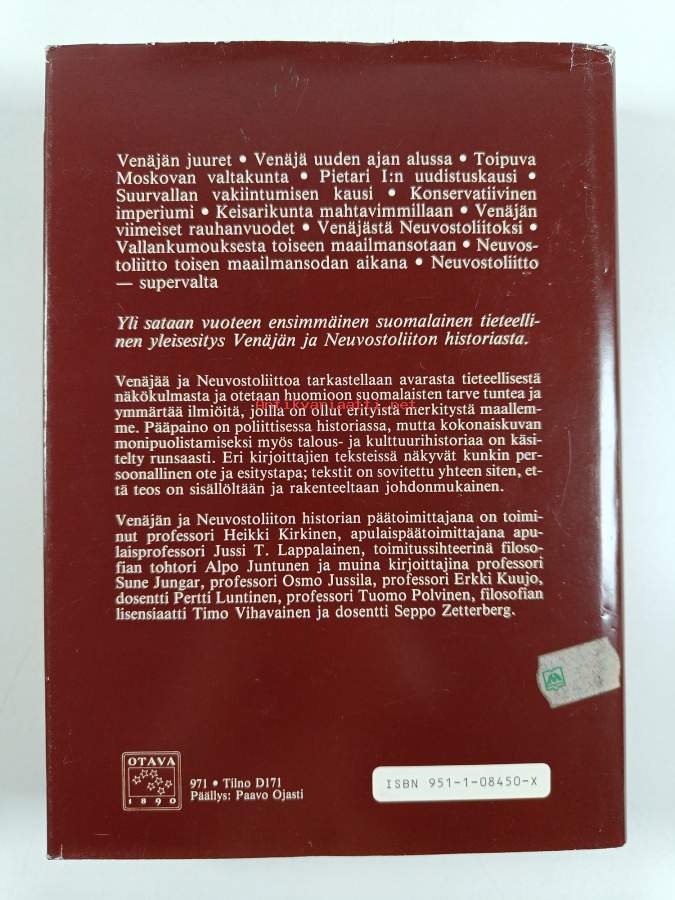 Venäjän juuret • Venäjä uuden ajan alussa • Toipuva
Moskovan valtakunta • Pietari I:n uudistuskausi •
Suurvallan vakiintumisen kausi • Konservatiivinen
imperiumi • Keisarikunta mahtavimmillaan • Venäjän
viimeiset rauhanvuodet • Venäjästä Neuvostoliitoksi •
Vallankumouksesta toiseen maailmansotaan • Neuvos-
toliitto toisen maailmansodan aikana • Neuvostoliitto
— supervalta
Yli sataan vuoteen ensimmäinen suomalainen tieteelli-
nen yleisesitys Venäjän ja Neuvostoliiton historiasta.
Venäjää ja Neuvostoliittoa tarkastellaan avarasta tieteellisestä
näkökulmasta ja otetaan huomioon suomalaisten tarve tuntea ja
Antikvariaatti.net
ymmärtää ilmiöitä, joilla on ollut erityistä merkitystä maallem-
me. Pääpaino on poliittisessa historiassa, mutta kokonaiskuvan
monipuolistamiseksi myös talous- ja kulttuurihistoriaa on käsi-
telty runsaasti. Eri kirjoittajien teksteissä näkyvät kunkin per-
soonallinen ote ja esitystapa; tekstit on sovitettu yhteen siten, et-
tä teos on sisällöltään ja rakenteeltaan johdonmukainen.
Venäjän ja Neuvostoliiton historian päätoimittajana on toimi-
nut professori Heikki Kirkinen, apulaispäätoimittajana apu-
laisprofessori Jussi T. Lappalainen, toimitussihteerinä filoso-
fian tohtori Alpo Juntunen ja muina kirjoittajina professori
Sune Jungar, professori Osmo Jussila, professori Erkki Kuujo,
dosentti Pertti Luntinen, professori Tuomo Polvinen, filosofian
lisensiaatti Timo Vihavainen ja dosentti Seppo Zetterberg.
OTAVA
1890
971 • Tilno D171
Päällys: Paavo Ojasti
ISBN 951-1-08450-X